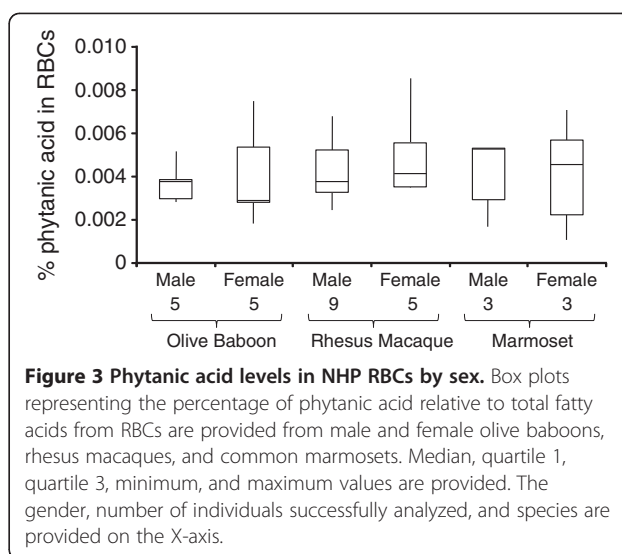 0.010
0.008
0.006
0.004
0.002
0
% phytanic acid in RBCs
Male Female Male Female Male Female
5 5 9 5 3 3
Olive Baboon Rhesus Macaque Marmoset
Figure 3 Phytanic acid levels in NHP RBCs by sex. Box plots
representing the percentage of phytanic acid relative to total fatty
acids from RBCs are provided from male and female olive baboons,
rhesus macaques, and common marmosets. Median, quartile 1,
quartile 3, minimum, and maximum values are provided. The
gender, number of individuals successfully analyzed, and species are
provided on the X-axis.